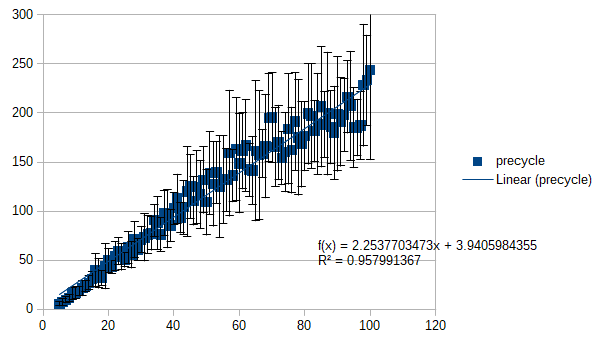 300
250
200
150
100
50
0
0 20 40 60 80 100 120
f(x) = 2.2537703473x + 3.9405984355
R² = 0.957991367
precycle
Linear (precycle)